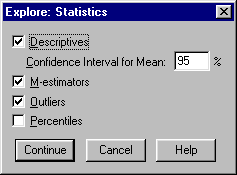 Explore: Statistics
Descriptives
Confidence Interval for Mean: 95 %
M-estimators
Outliers
Percentiles
Continue Cancel Help